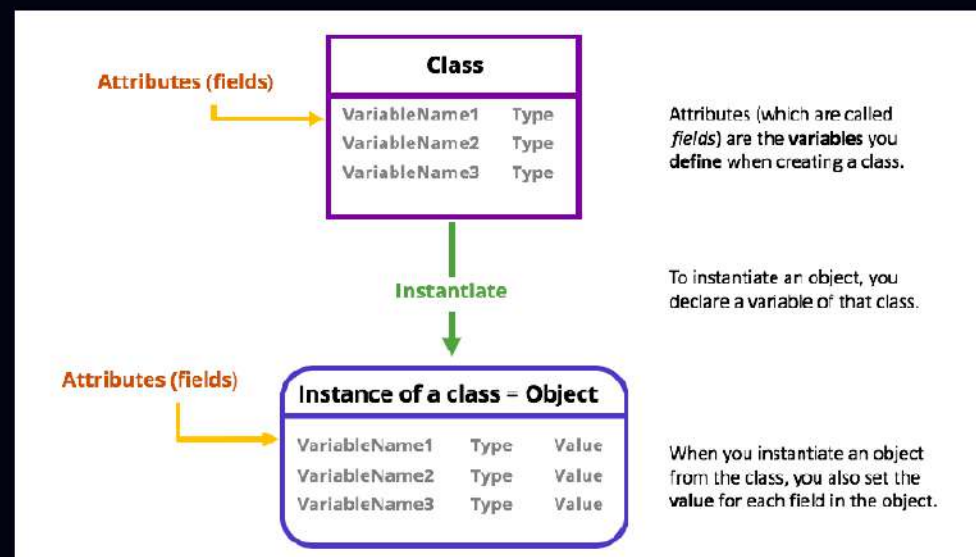 Class
Attributes (fields)
VariableName1 Type
VariableName2 Type
VariableName3 Type
Attributes (which are called
fields) are the variables you
define when creating a class.
Instantiate
To instantiate an object, you
declare a variable of that class.
Attributes (fields)
Instance of a class = Object
VariableName1 Type Value
VariableName2 Type Value
VariableName3 Type Value
When you instantiate an object
from the class, you also set the
value for each field in the object.